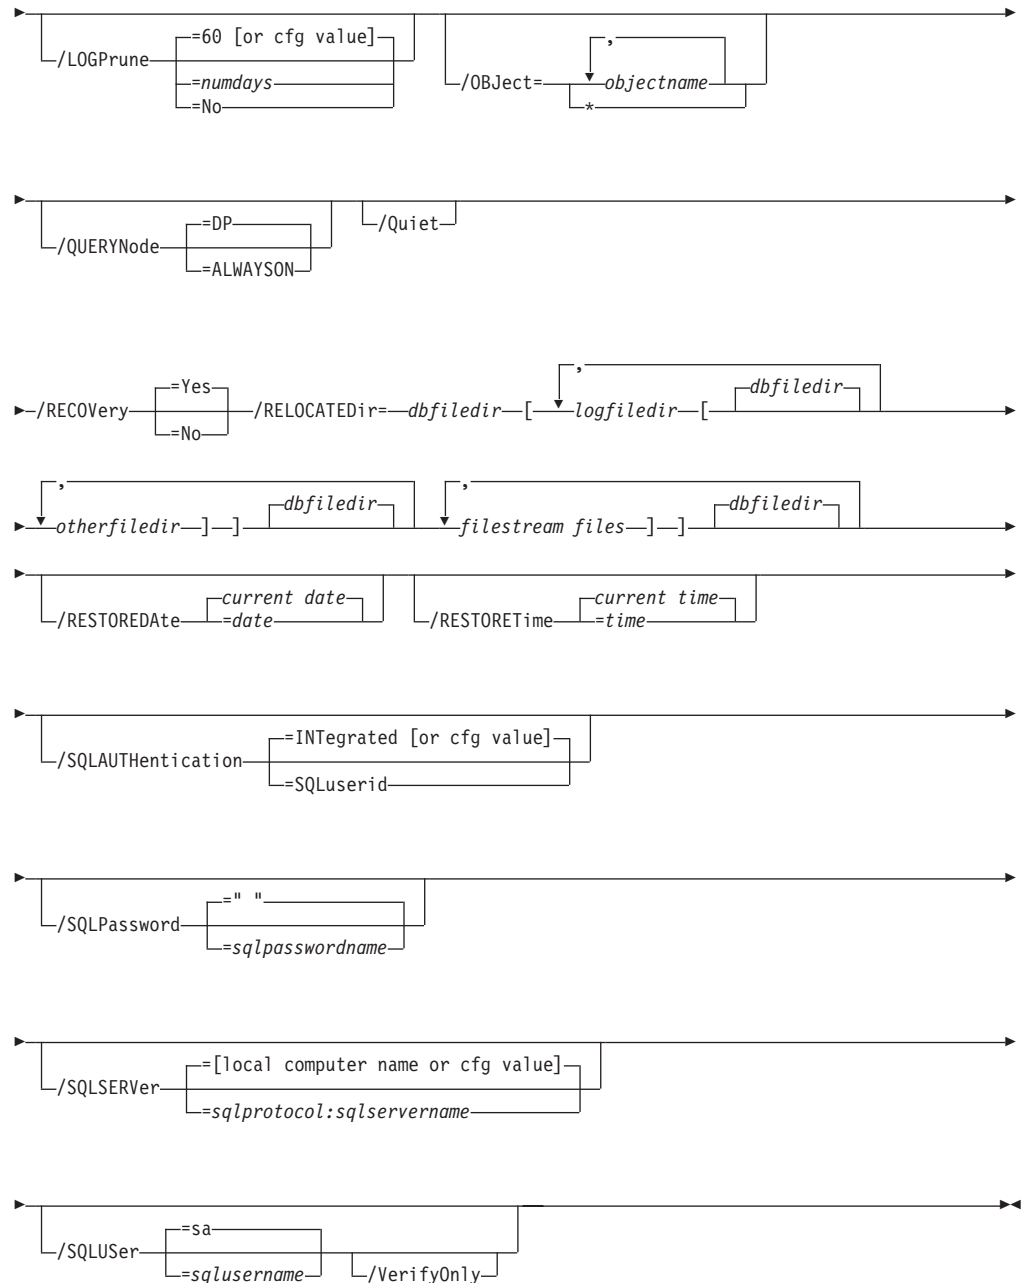 =60 [or cfg value]
/LOGPrune
=numdays
=No
,
/OBJect= objectname
*
/QUERYNode
=DP
=ALWAYSON
/Quiet
/RECOVery
=Yes
=No
/RELOCATEDir= dbfiledir [
,
logfiledir [
dbfiledir
,
otherfiledir ] ]
dbfiledir
,
filestream files ] ]
dbfiledir
/RESTOREDAte
current date
=date
/RESTORETime
current time
=time
/SQLAUTHentication
=INTegrated [or cfg value]
=SQLuserid
/SQLPassword
=" "
=sqlpasswordname
/SQLSERVer
=[local computer name or cfg value]
=sqlprotocol:sqlservername
/SQLUSer
=sa
=sqlusername
/VerifyOnly